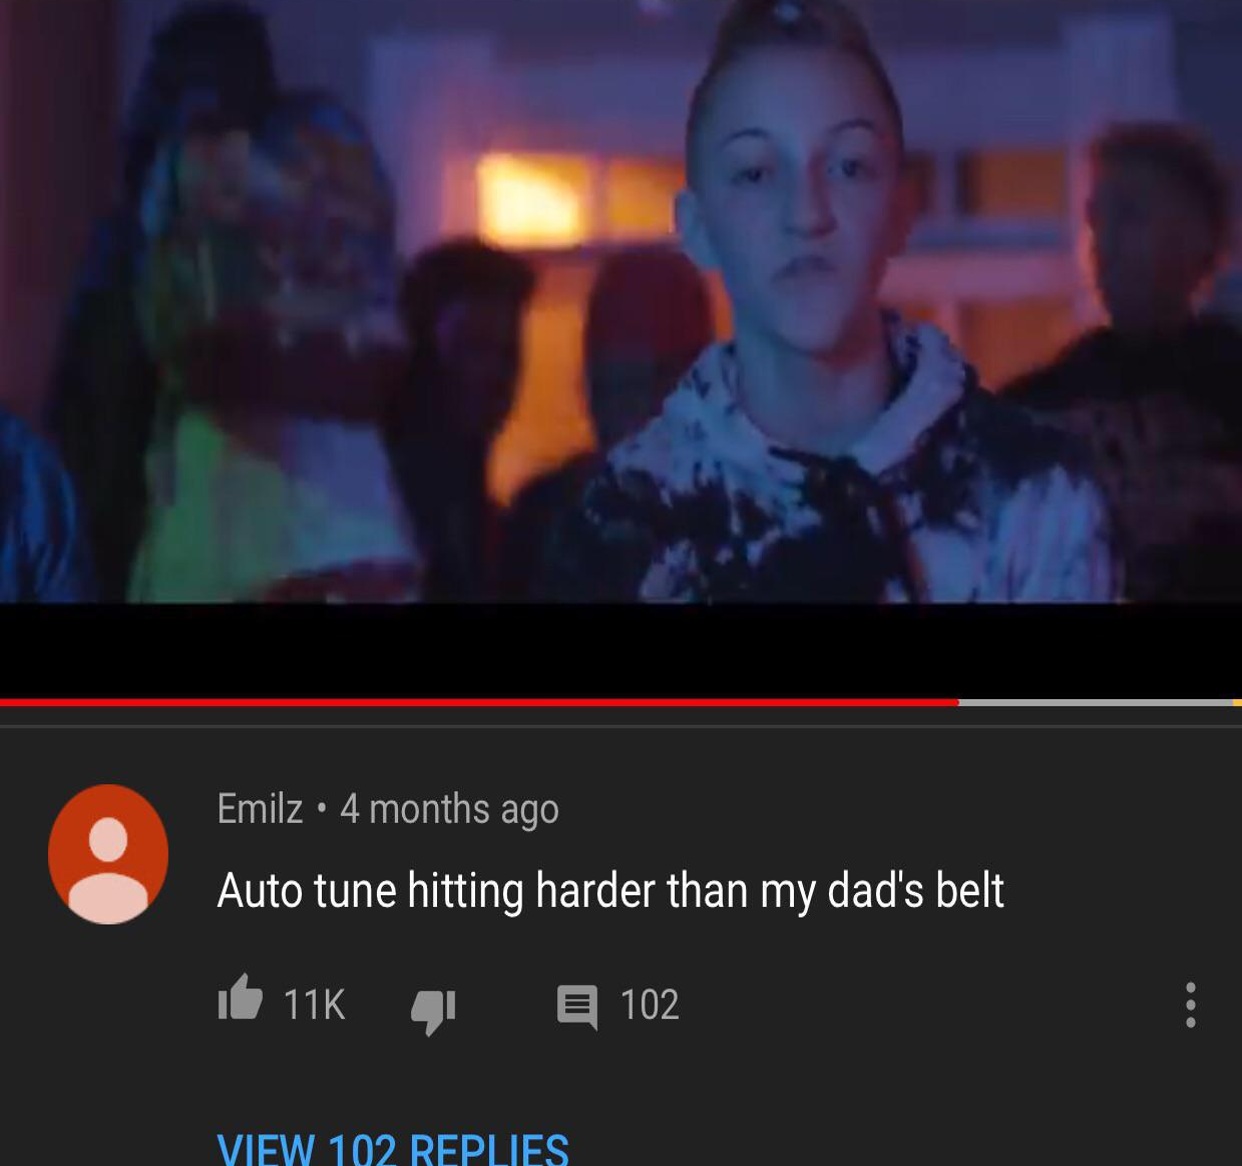 Emilz • 4 months ago
Auto tune hitting harder than my dad's belt
11K 102
VIEW 102 REPLIES